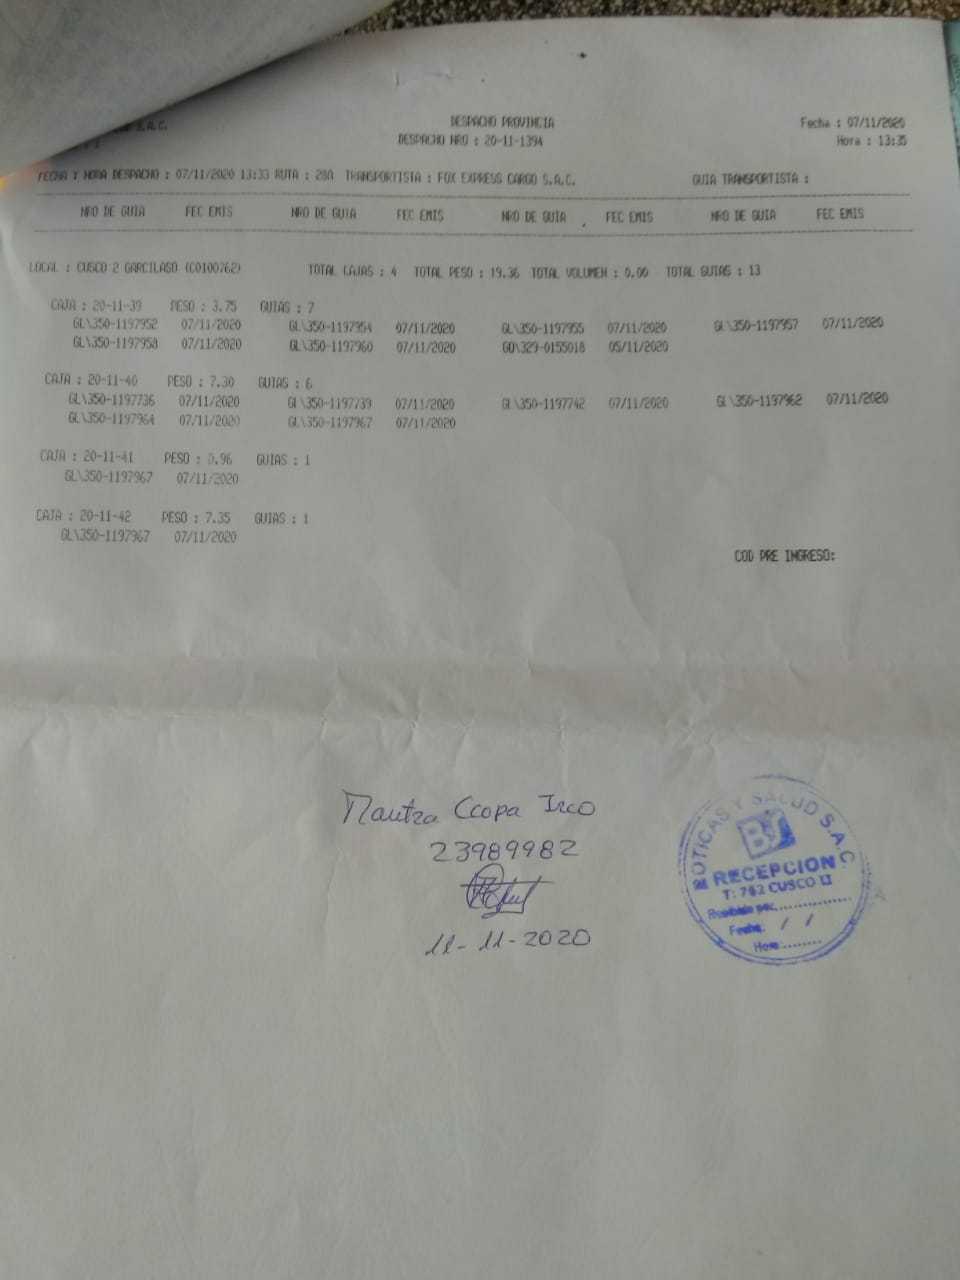 S.A.C.
DESPACHO PROVINCIA
Fecha : 07/11/2020
DESPACHO NRO : 20-11-1394
Hora : 13:35
FECHA Y HORA DESPACHO : 07/11/2020 13:33 RUTA : 28A TRANSPORTISTA : FOX EXPRESS CARGO S.A.C. GUIA TRANSPORTISTA :
NRO DE GUIA FEC EMIS NRO DE GUIA FEC EMIS NRO DE GUIA FEC EMIS NRO DE GUIA FEC EMIS
LOCAL : CUSCO 2 GARCILASO (C0100762) TOTAL CAJAS : 4 TOTAL PESO : 19.36 TOTAL VOLUMEN : 0.00 TOTAL GUIAS : 13
CAJA : 20-11-39 PESO : 3.75 GUIAS : 7
GL\350-1197952 07/11/2020 GL\350-1197954 07/11/2020 GL\350-1197955 07/11/2020 GL\350-1197957 07/11/2020
GL\350-1197958 07/11/2020 GL\350-1197960 07/11/2020 GO\329-0155018 05/11/2020
CAJA : 20-11-40 PESO : 7.30 GUIAS : 6
GL\350-1197736 07/11/2020 GL\350-1197739 07/11/2020 GL\350-1197742 07/11/2020 GL\350-1197962 07/11/2020
GL\350-1197964 07/11/2020 GL\350-1197967 07/11/2020
CAJA : 20-11-41 PESO : 0.96 GUIAS : 1
GL\350-1197967 07/11/2020
CAJA : 20-11-42 PESO : 7.35 GUIAS : 1
GL\350-1197967 07/11/2020
COD PRE INGRESO:
Maritza Ccopa Inco
23989982
11-11-2020
BOTICAS Y SALUD S.A.C
BS
RECEPCION
T: 762 CUSCO II
Recibido por:
Fecha: / /
Hora: